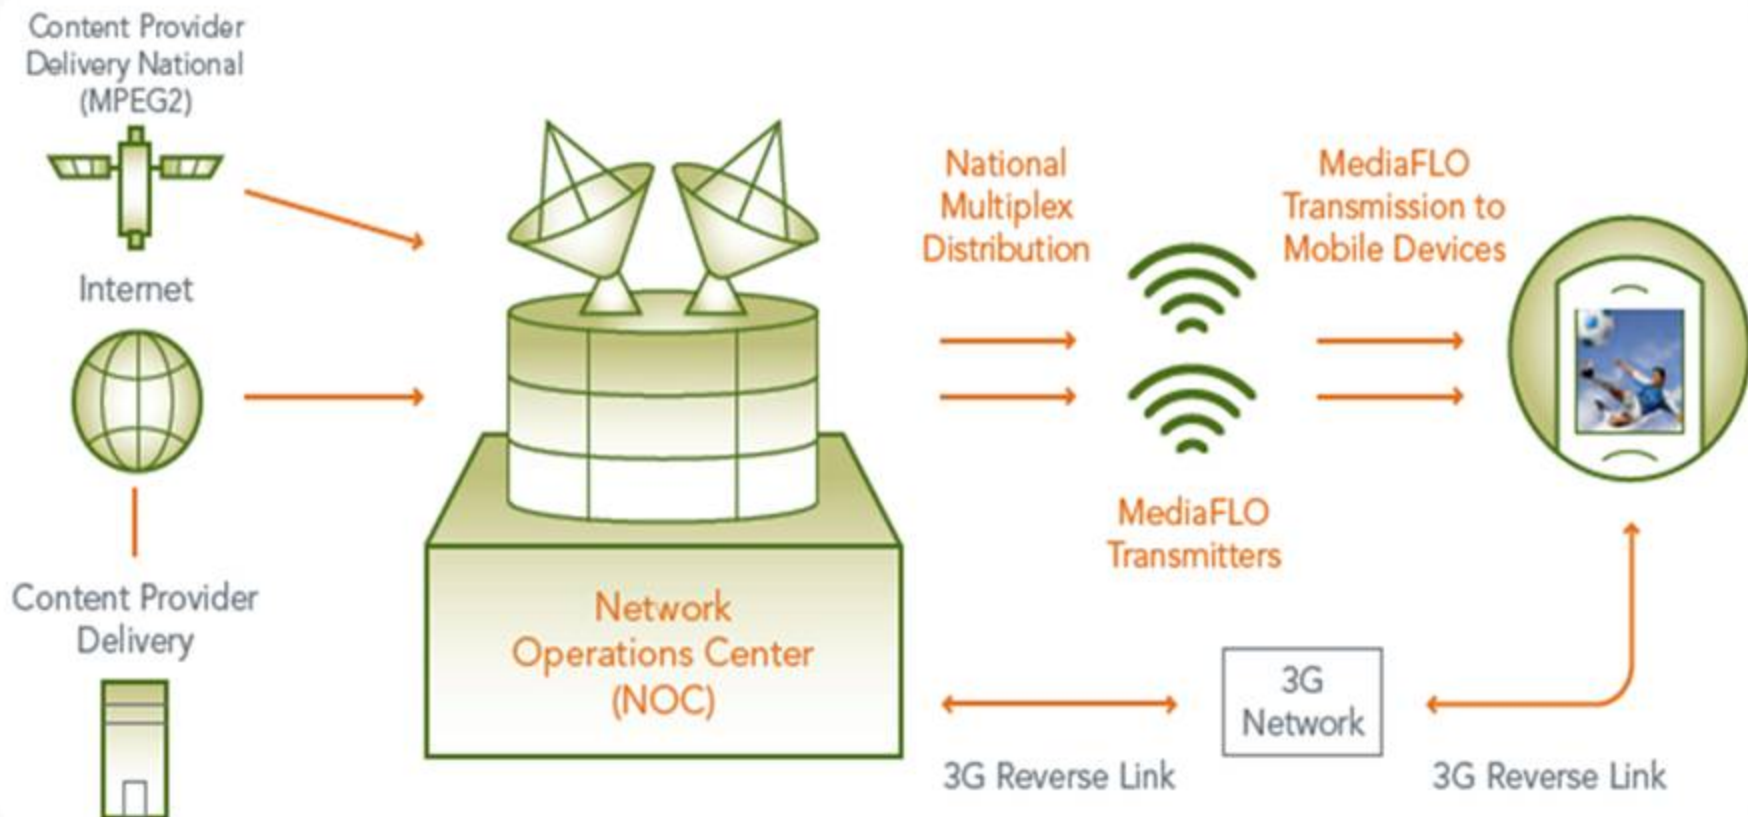 Content Provider
Delivery National
(MPEG2)
Internet
Content Provider
Delivery
Network
Operations Center
(NOC)
National
Multiplex
Distribution
MediaFLO
Transmission to
Mobile Devices
MediaFLO
Transmitters
3G
Network
3G Reverse Link
3G Reverse Link